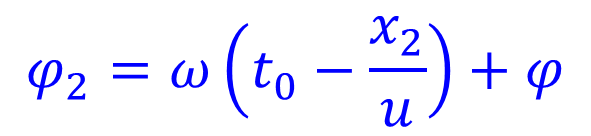 φ₂ = ω(t₀ − x₂/u) + φ